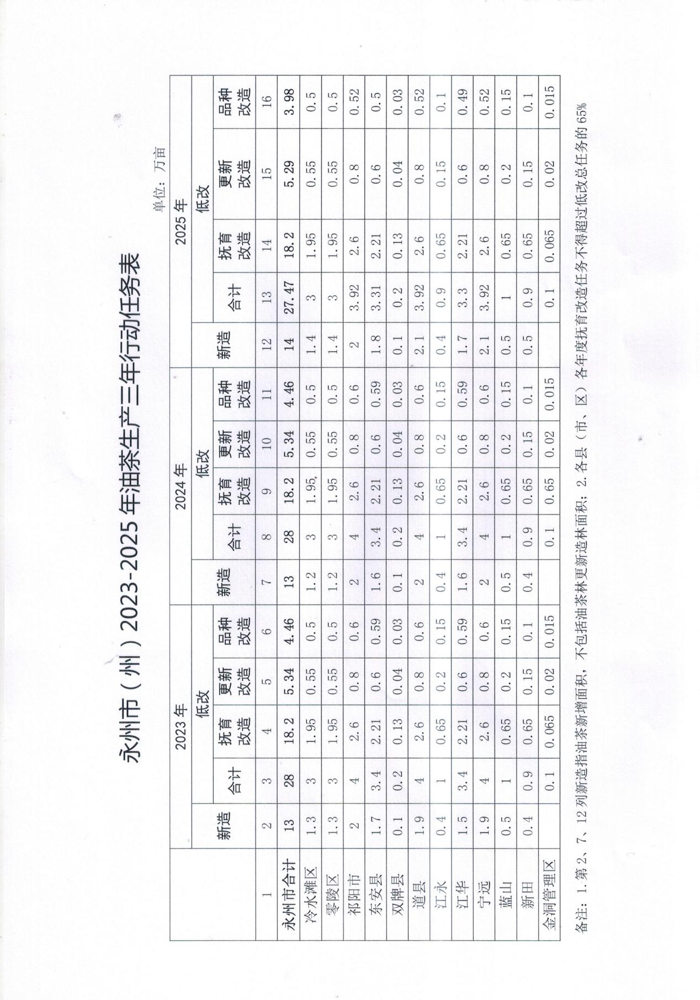 永州市（州）2023-2025年油茶生产三年行动任务表
单位：万亩
2023年 2024年 2025年
新造 低改 新造 低改 新造 低改
合计 抚育改造 更新改造 品种改造 合计 抚育改造 更新改造 品种改造 合计 抚育改造 更新改造 品种改造
1 2 3 4 5 6 7 8 9 10 11 12 13 14 15 16
永州市合计 13 28 18.2 5.34 4.46 13 28 18.2 5.34 4.46 14 27.47 18.2 5.29 3.98
冷水滩区 1.3 3 1.95 0.55 0.5 1.2 3 1.95 0.55 0.5 1.4 3 1.95 0.55 0.5
零陵区 1.3 3 1.95 0.55 0.5 1.2 3 1.95 0.55 0.5 1.4 3 1.95 0.55 0.5
祁阳市 2 4 2.6 0.8 0.6 2 4 2.6 0.8 0.6 2 3.92 2.6 0.8 0.52
东安县 1.7 3.4 2.21 0.6 0.59 1.6 3.4 2.21 0.6 0.59 1.8 3.31 2.21 0.6 0.5
双牌县 0.1 0.2 0.13 0.04 0.03 0.1 0.2 0.13 0.04 0.03 0.1 0.2 0.13 0.04 0.03
道县 1.9 4 2.6 0.8 0.6 2 4 2.6 0.8 0.6 2.1 3.92 2.6 0.8 0.52
江永 0.4 1 0.65 0.2 0.15 0.4 1 0.65 0.2 0.15 0.4 0.9 0.65 0.15 0.1
江华 1.5 3.4 2.21 0.6 0.59 1.6 3.4 2.21 0.6 0.59 1.7 3.3 2.21 0.6 0.49
宁远 1.9 4 2.6 0.8 0.6 2 4 2.6 0.8 0.6 2.1 3.92 2.6 0.8 0.52
蓝山 0.5 1 0.65 0.2 0.15 0.5 1 0.65 0.2 0.15 0.5 1 0.65 0.2 0.15
新田 0.4 0.9 0.65 0.15 0.1 0.4 0.9 0.65 0.15 0.1 0.5 0.9 0.65 0.15 0.1
金洞管理区 0.1 0.065 0.02 0.015 0.1 0.65 0.02 0.015 0.1 0.065 0.02 0.015
备注：1.第2、7、12列新造指油茶新增面积，不包括油茶林更新造林面积；2.各县（市、区）各年度抚育改造任务不得超过低改总任务的65%